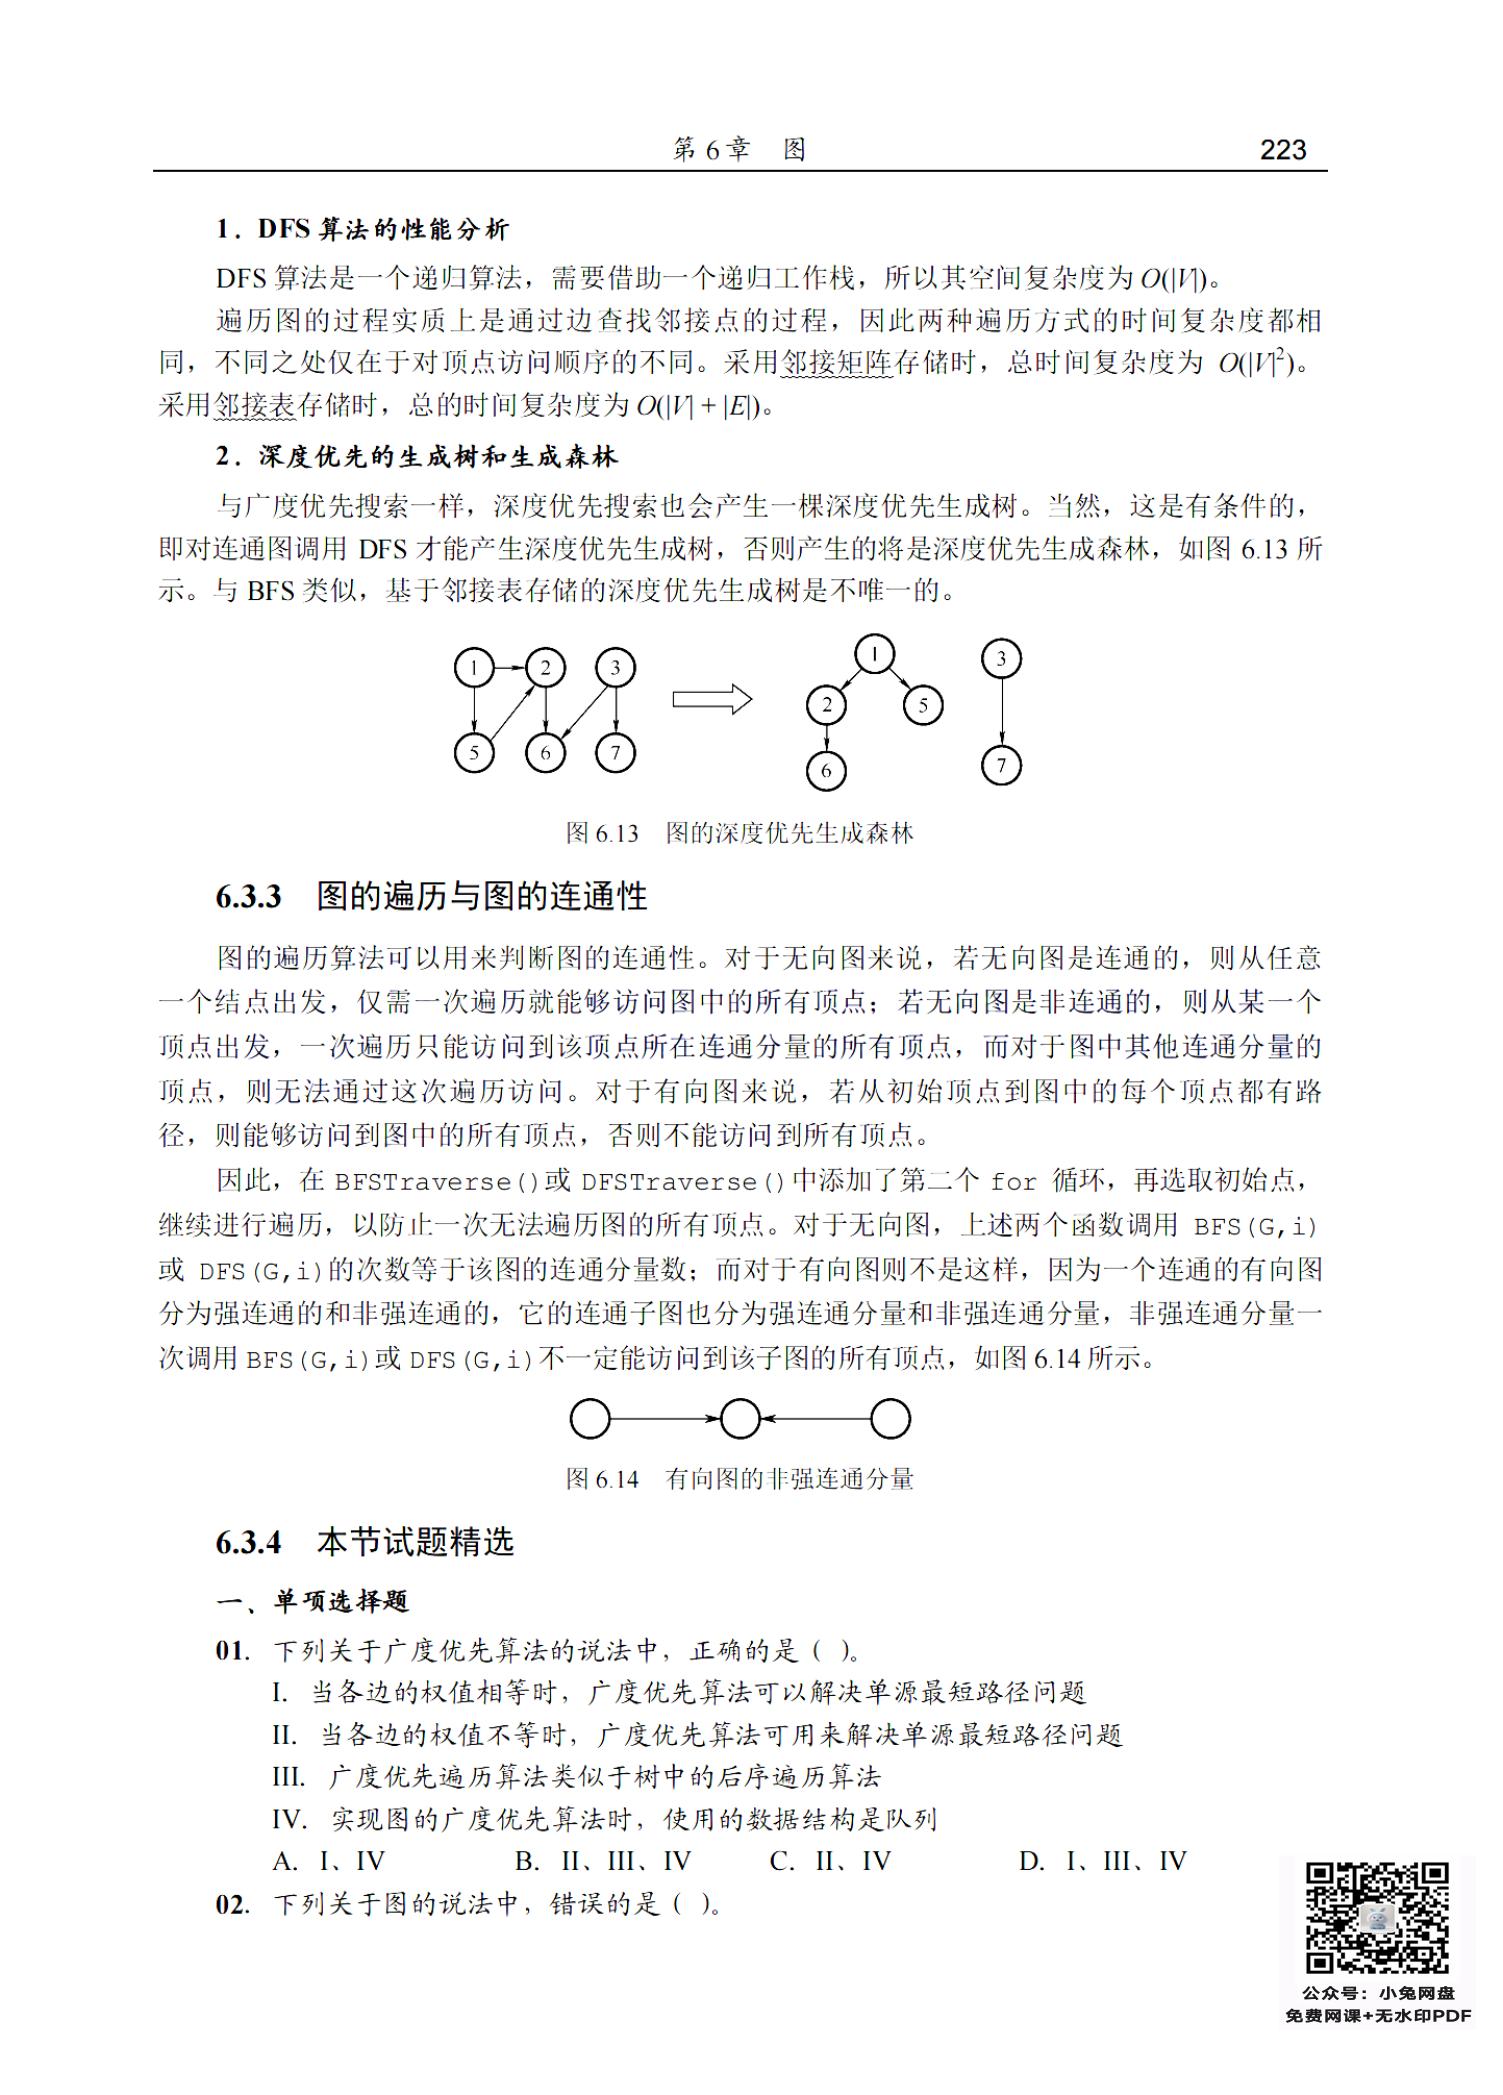 第 6 章 图 223
1．DFS 算法的性能分析
DFS 算法是一个递归算法，需要借助一个递归工作栈，所以其空间复杂度为 O(|V|)。
遍历图的过程实质上是通过边查找邻接点的过程，因此两种遍历方式的时间复杂度都相
同，不同之处仅在于对顶点访问顺序的不同。采用邻接矩阵存储时，总时间复杂度为 O(|V|²)。
采用邻接表存储时，总的时间复杂度为 O(|V| + |E|)。
2．深度优先的生成树和生成森林
与广度优先搜索一样，深度优先搜索也会产生一棵深度优先生成树。当然，这是有条件的，
即对连通图调用 DFS 才能产生深度优先生成树，否则产生的将是深度优先生成森林，如图 6.13 所
示。与 BFS 类似，基于邻接表存储的深度优先生成树是不唯一的。
1 2 3 1 3
2 5
5 6 7 6 7
图 6.13 图的深度优先生成森林
6.3.3 图的遍历与图的连通性
图的遍历算法可以用来判断图的连通性。对于无向图来说，若无向图是连通的，则从任意
一个结点出发，仅需一次遍历就能够访问图中的所有顶点；若无向图是非连通的，则从某一个
顶点出发，一次遍历只能访问到该顶点所在连通分量的所有顶点，而对于图中其他连通分量的
顶点，则无法通过这次遍历访问。对于有向图来说，若从初始顶点到图中的每个顶点都有路
径，则能够访问到图中的所有顶点，否则不能访问到所有顶点。
因此，在 BFSTraverse()或 DFSTraverse()中添加了第二个 for 循环，再选取初始点，
继续进行遍历，以防止一次无法遍历图的所有顶点。对于无向图，上述两个函数调用 BFS(G,i)
或 DFS(G,i)的次数等于该图的连通分量数；而对于有向图则不是这样，因为一个连通的有向图
分为强连通的和非强连通的，它的连通子图也分为强连通分量和非强连通分量，非强连通分量一
次调用 BFS(G,i)或 DFS(G,i)不一定能访问到该子图的所有顶点，如图 6.14 所示。
图 6.14 有向图的非强连通分量
6.3.4 本节试题精选
一、单项选择题
01. 下列关于广度优先算法的说法中，正确的是（ ）。
I. 当各边的权值相等时，广度优先算法可以解决单源最短路径问题
II. 当各边的权值不等时，广度优先算法可用来解决单源最短路径问题
III. 广度优先遍历算法类似于树中的后序遍历算法
IV. 实现图的广度优先算法时，使用的数据结构是队列
A. I、IV B. II、III、IV C. II、IV D. I、III、IV
02. 下列关于图的说法中，错误的是（ ）。
公众号：小兔网盘
免费网课+无水印PDF